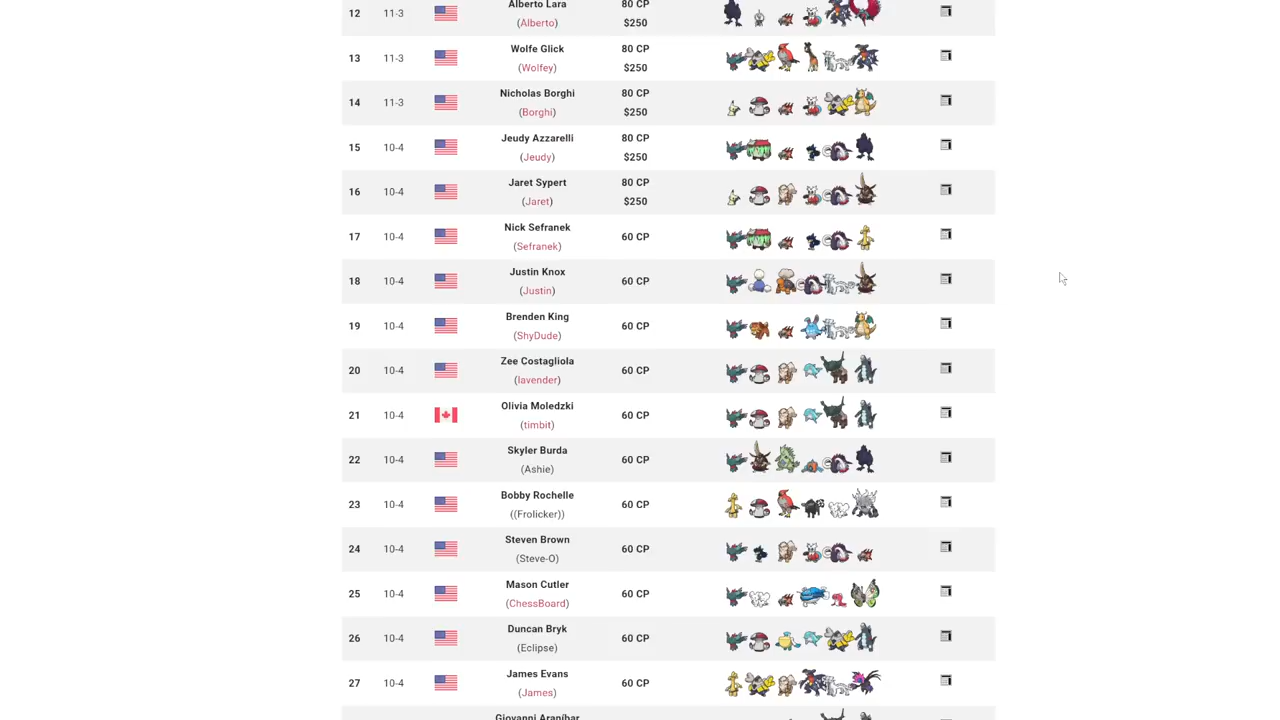 Alberto Lara 80 CP
12 11-3
(Alberto) $250
Wolfe Glick 80 CP
13 11-3
(Wolfey) $250
Nicholas Borghi 80 CP
14 11-3
(Borghi) $250
Jeudy Azzarelli 80 CP
15 10-4
(Jeudy) $250
Jaret Sypert 80 CP
16 10-4
(Jaret) $250
Nick Sefranek
17 10-4 60 CP
(Sefranek)
Justin Knox
18 10-4 60 CP
(Justin)
Brenden King
19 10-4 60 CP
(ShyDude)
Zee Costagliola
20 10-4 60 CP
(lavender)
Olivia Moledzki
21 10-4 60 CP
(timbit)
Skyler Burda
22 10-4 60 CP
(Ashie)
Bobby Rochelle
23 10-4 60 CP
((Frolicker))
Steven Brown
24 10-4 60 CP
(Steve-O)
Mason Cutler
25 10-4 60 CP
(ChessBoard)
Duncan Bryk
26 10-4 60 CP
(Eclipse)
James Evans
27 10-4 60 CP
(James)
Giovanni Araníbar